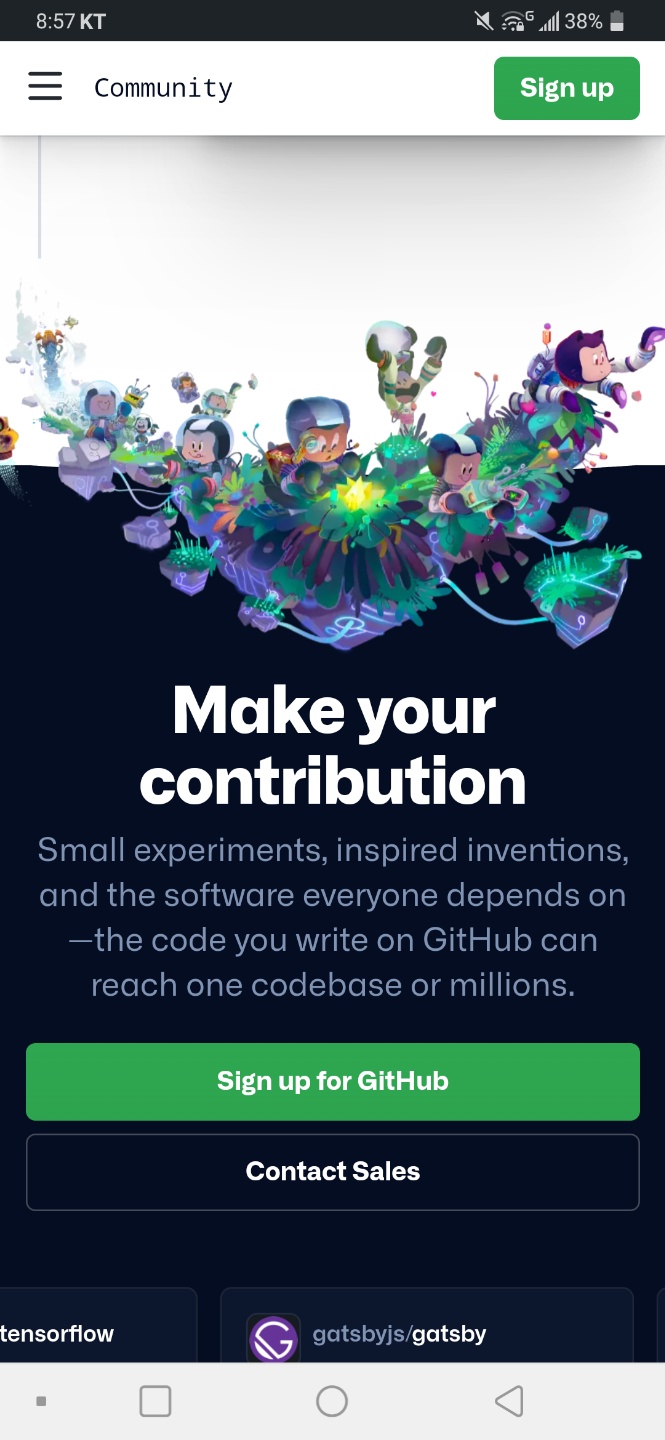 8:57 KT
G 38%
Community
Sign up
Make your
contribution
Small experiments, inspired inventions,
and the software everyone depends on
—the code you write on GitHub can
reach one codebase or millions.
Sign up for GitHub
Contact Sales
tensorflow
gatsbyjs/gatsby